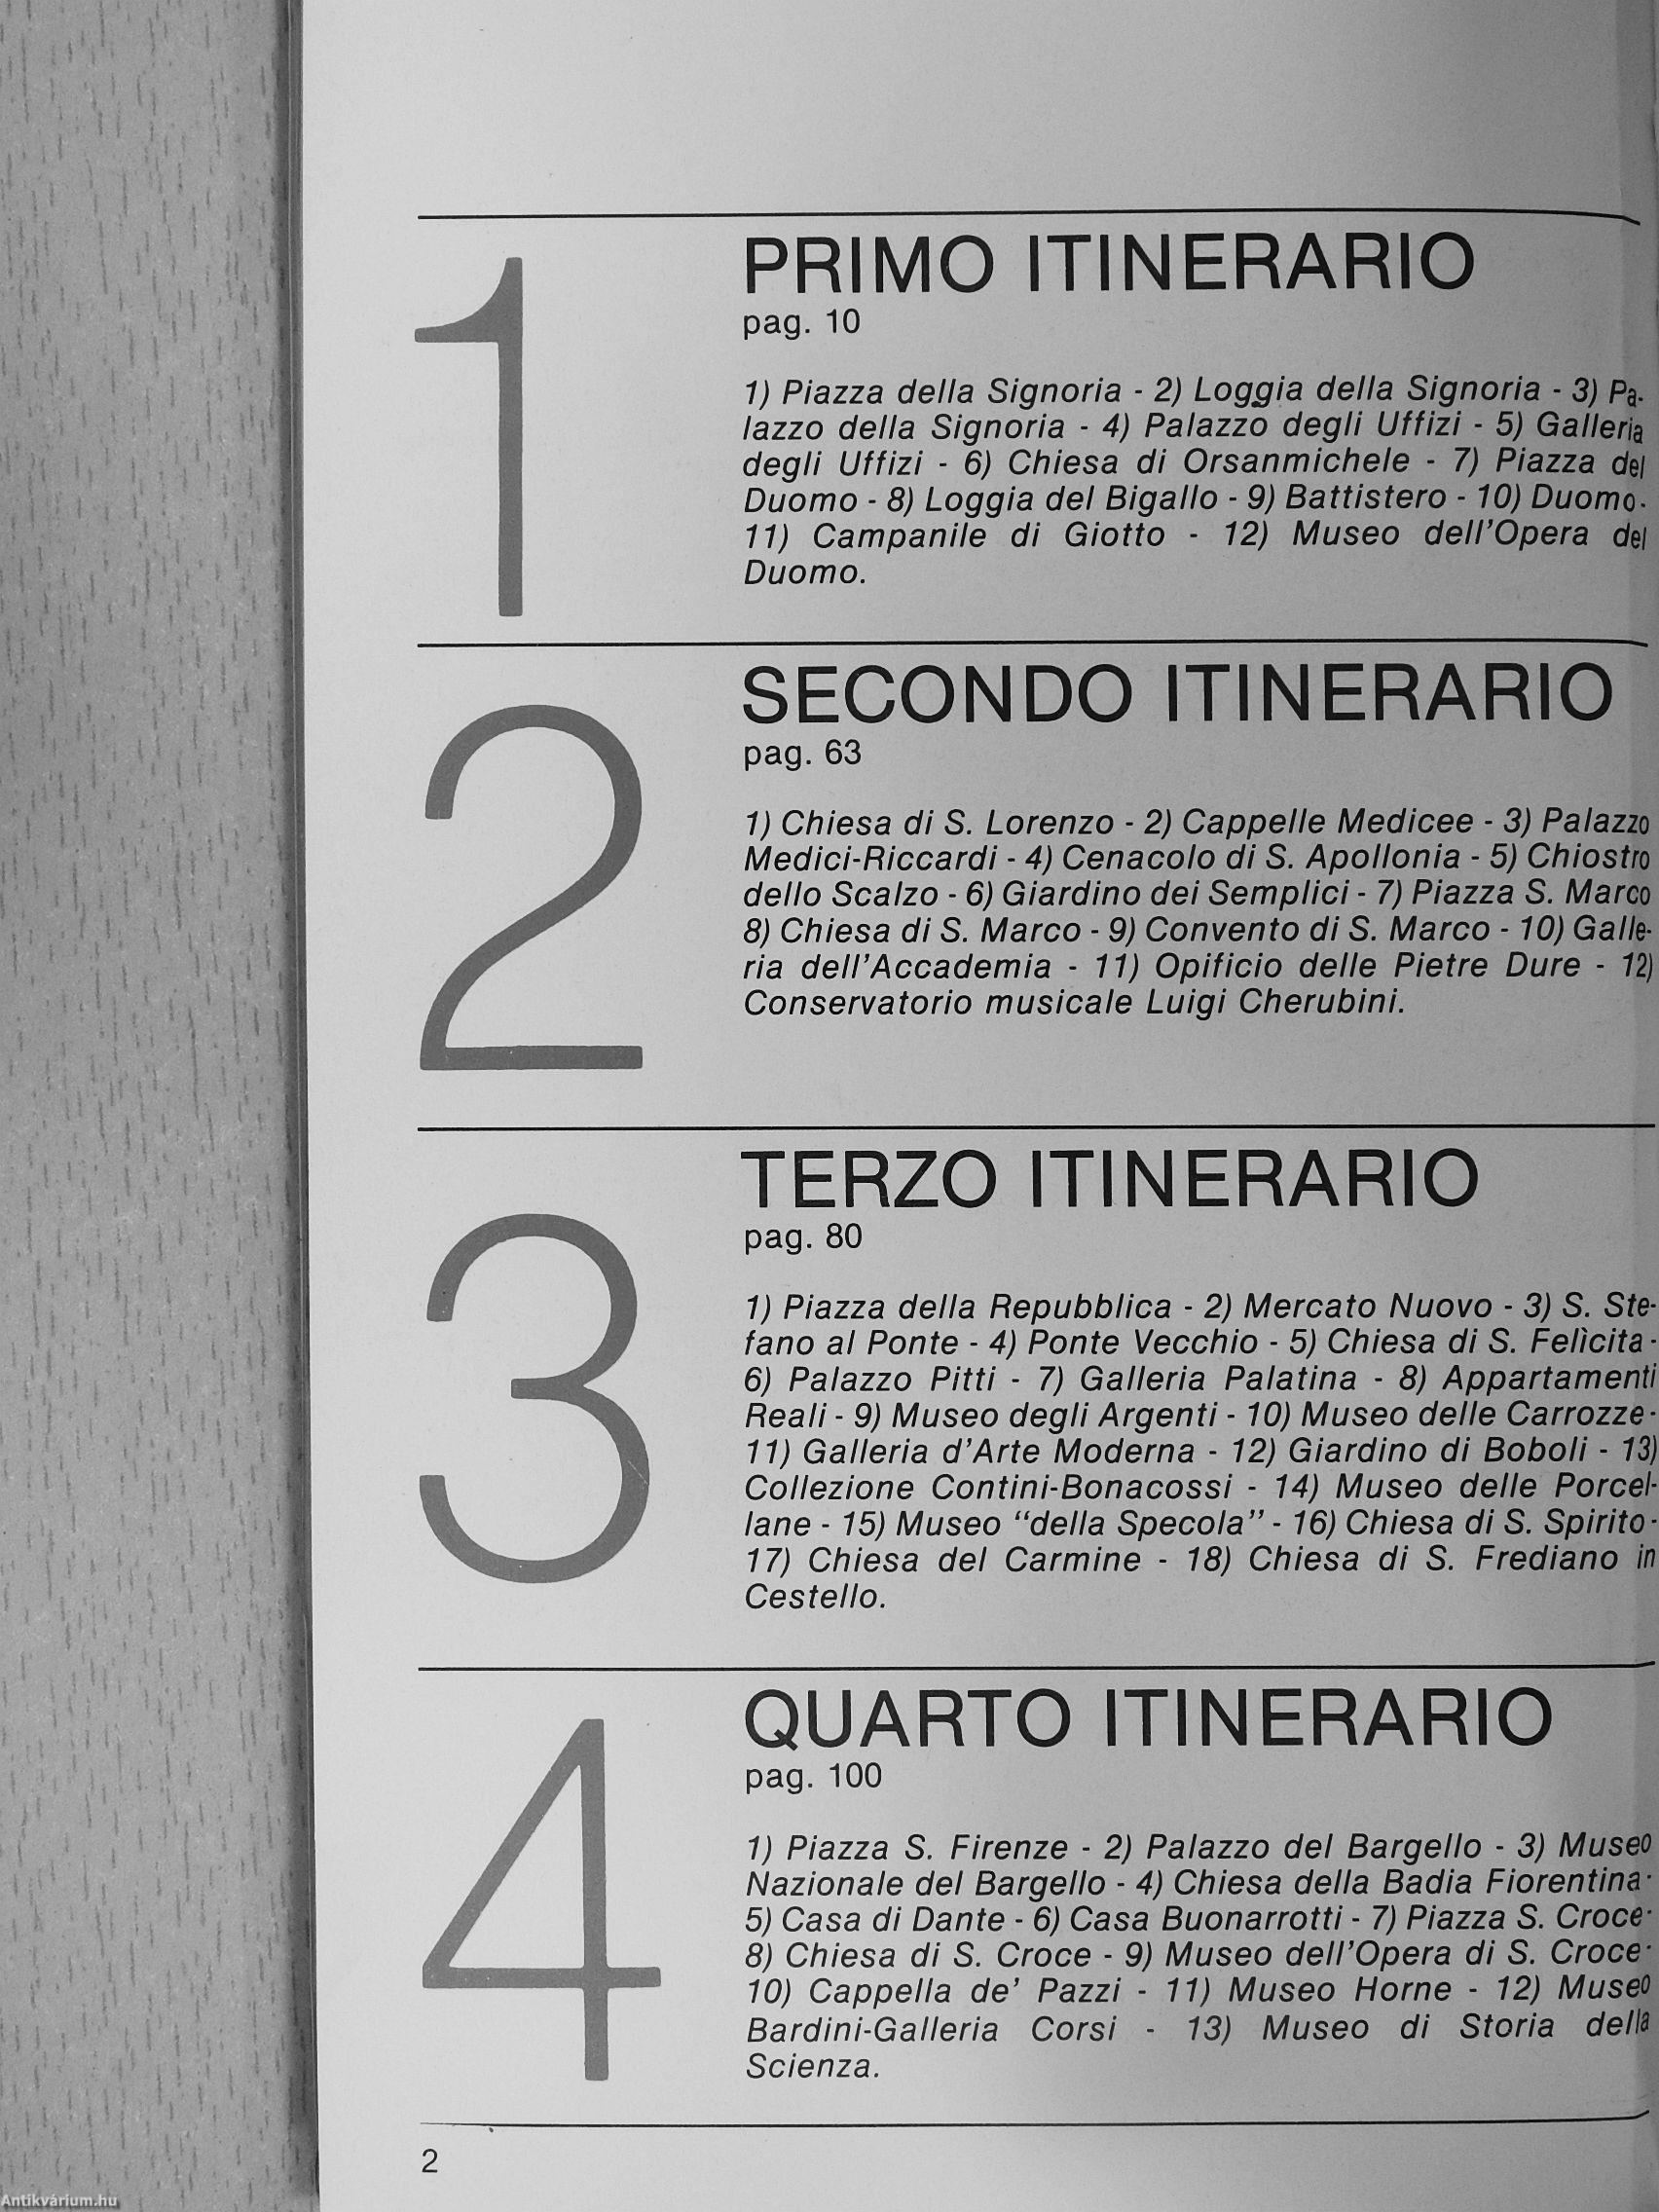 1
PRIMO ITINERARIO
pag. 10
1) Piazza della Signoria - 2) Loggia della Signoria - 3) Pa-
lazzo della Signoria - 4) Palazzo degli Uffizi - 5) Galleria
degli Uffizi - 6) Chiesa di Orsanmichele - 7) Piazza del
Duomo - 8) Loggia del Bigallo - 9) Battistero - 10) Duomo -
11) Campanile di Giotto - 12) Museo dell'Opera del
Duomo.
2
SECONDO ITINERARIO
pag. 63
1) Chiesa di S. Lorenzo - 2) Cappelle Medicee - 3) Palazzo
Medici-Riccardi - 4) Cenacolo di S. Apollonia - 5) Chiostro
dello Scalzo - 6) Giardino dei Semplici - 7) Piazza S. Marco
8) Chiesa di S. Marco - 9) Convento di S. Marco - 10) Galle-
ria dell'Accademia - 11) Opificio delle Pietre Dure - 12)
Conservatorio musicale Luigi Cherubini.
3
TERZO ITINERARIO
pag. 80
1) Piazza della Repubblica - 2) Mercato Nuovo - 3) S. Ste-
fano al Ponte - 4) Ponte Vecchio - 5) Chiesa di S. Felìcita -
6) Palazzo Pitti - 7) Galleria Palatina - 8) Appartamenti
Reali - 9) Museo degli Argenti - 10) Museo delle Carrozze -
11) Galleria d'Arte Moderna - 12) Giardino di Boboli - 13)
Collezione Contini-Bonacossi - 14) Museo delle Porcel-
lane - 15) Museo “della Specola” - 16) Chiesa di S. Spirito -
17) Chiesa del Carmine - 18) Chiesa di S. Frediano in
Cestello.
4
QUARTO ITINERARIO
pag. 100
1) Piazza S. Firenze - 2) Palazzo del Bargello - 3) Museo
Nazionale del Bargello - 4) Chiesa della Badia Fiorentina -
5) Casa di Dante - 6) Casa Buonarrotti - 7) Piazza S. Croce -
8) Chiesa di S. Croce - 9) Museo dell'Opera di S. Croce -
10) Cappella de' Pazzi - 11) Museo Horne - 12) Museo
Bardini-Galleria Corsi - 13) Museo di Storia della
Scienza.
2
Antikvárium.hu